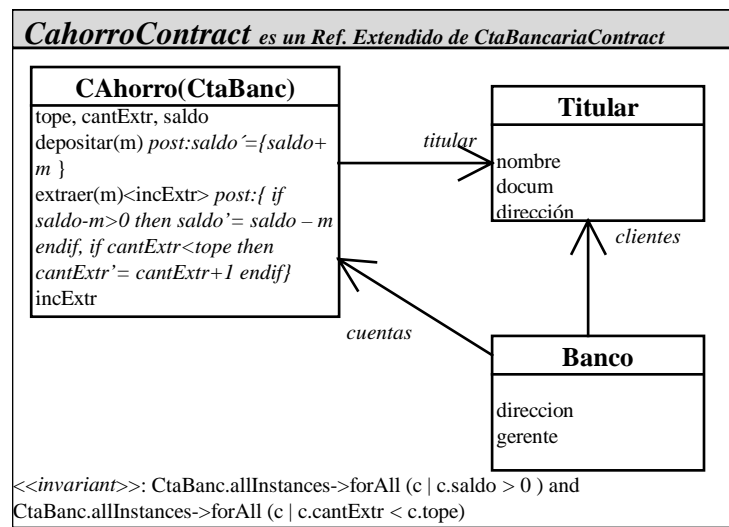 CahorroContract es un Ref. Extendido de CtaBancariaContract
CAhorro(CtaBanc)
tope, cantExtr, saldo
depositar(m) post:saldo´={saldo+
m }
extraer(m)<incExtr> post:{ if
saldo-m>0 then saldo’= saldo – m
endif, if cantExtr<tope then
cantExtr’= cantExtr+1 endif}
incExtr
titular
Titular
nombre
docum
dirección
clientes
cuentas
Banco
direccion
gerente
<<invariant>>: CtaBanc.allInstances->forAll (c | c.saldo > 0 ) and
CtaBanc.allInstances->forAll (c | c.cantExtr < c.tope)